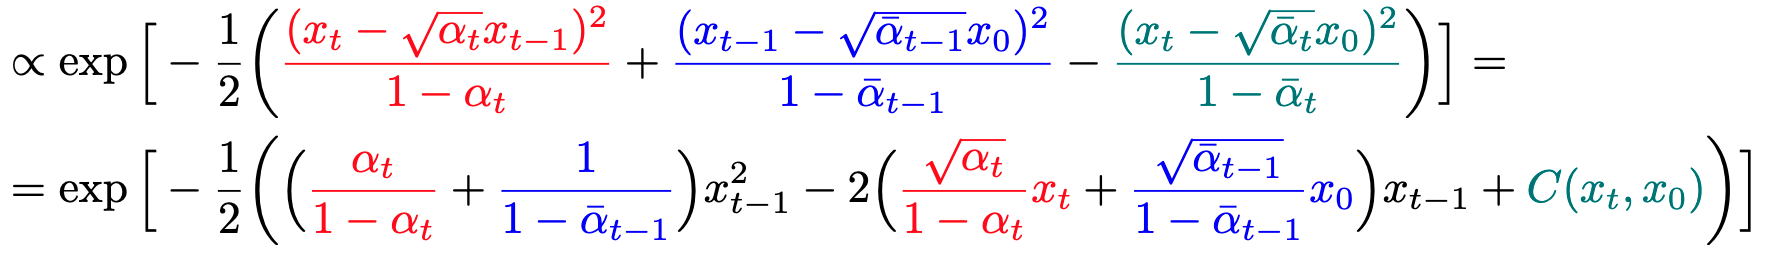 ∝ exp [ − 1/2 ( (x_t − √α_t x_{t−1})² / (1 − α_t) + (x_{t−1} − √ᾱ_{t−1} x_0)² / (1 − ᾱ_{t−1}) − (x_t − √ᾱ_t x_0)² / (1 − ᾱ_t) ) ] =
= exp [ − 1/2 ( ( α_t / (1 − α_t) + 1 / (1 − ᾱ_{t−1}) ) x²_{t−1} − 2 ( √α_t / (1 − α_t) x_t + √ᾱ_{t−1} / (1 − ᾱ_{t−1}) x_0 ) x_{t−1} + C(x_t, x_0) ) ]